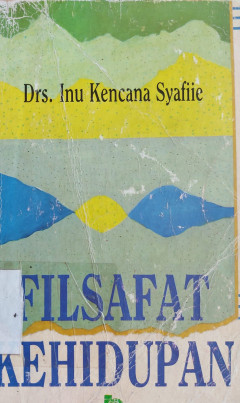 Drs. Inu Kencana Syafiie
FILSAFAT
KEHIDUPAN